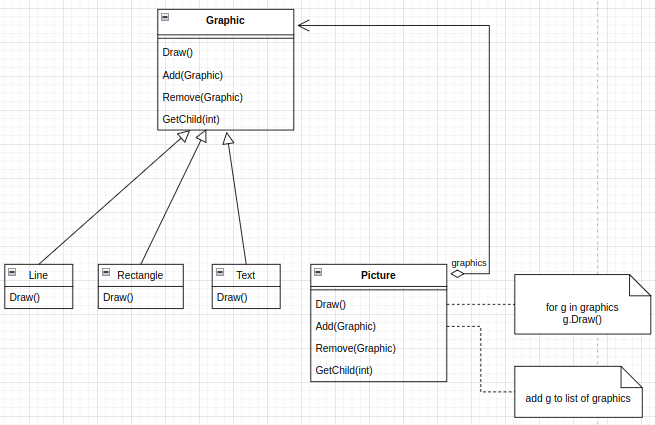 Graphic
Draw()
Add(Graphic)
Remove(Graphic)
GetChild(int)
graphics
Line
Draw()
Rectangle
Draw()
Text
Draw()
Picture
Draw()
Add(Graphic)
Remove(Graphic)
GetChild(int)
for g in graphics
g.Draw()
add g to list of graphics